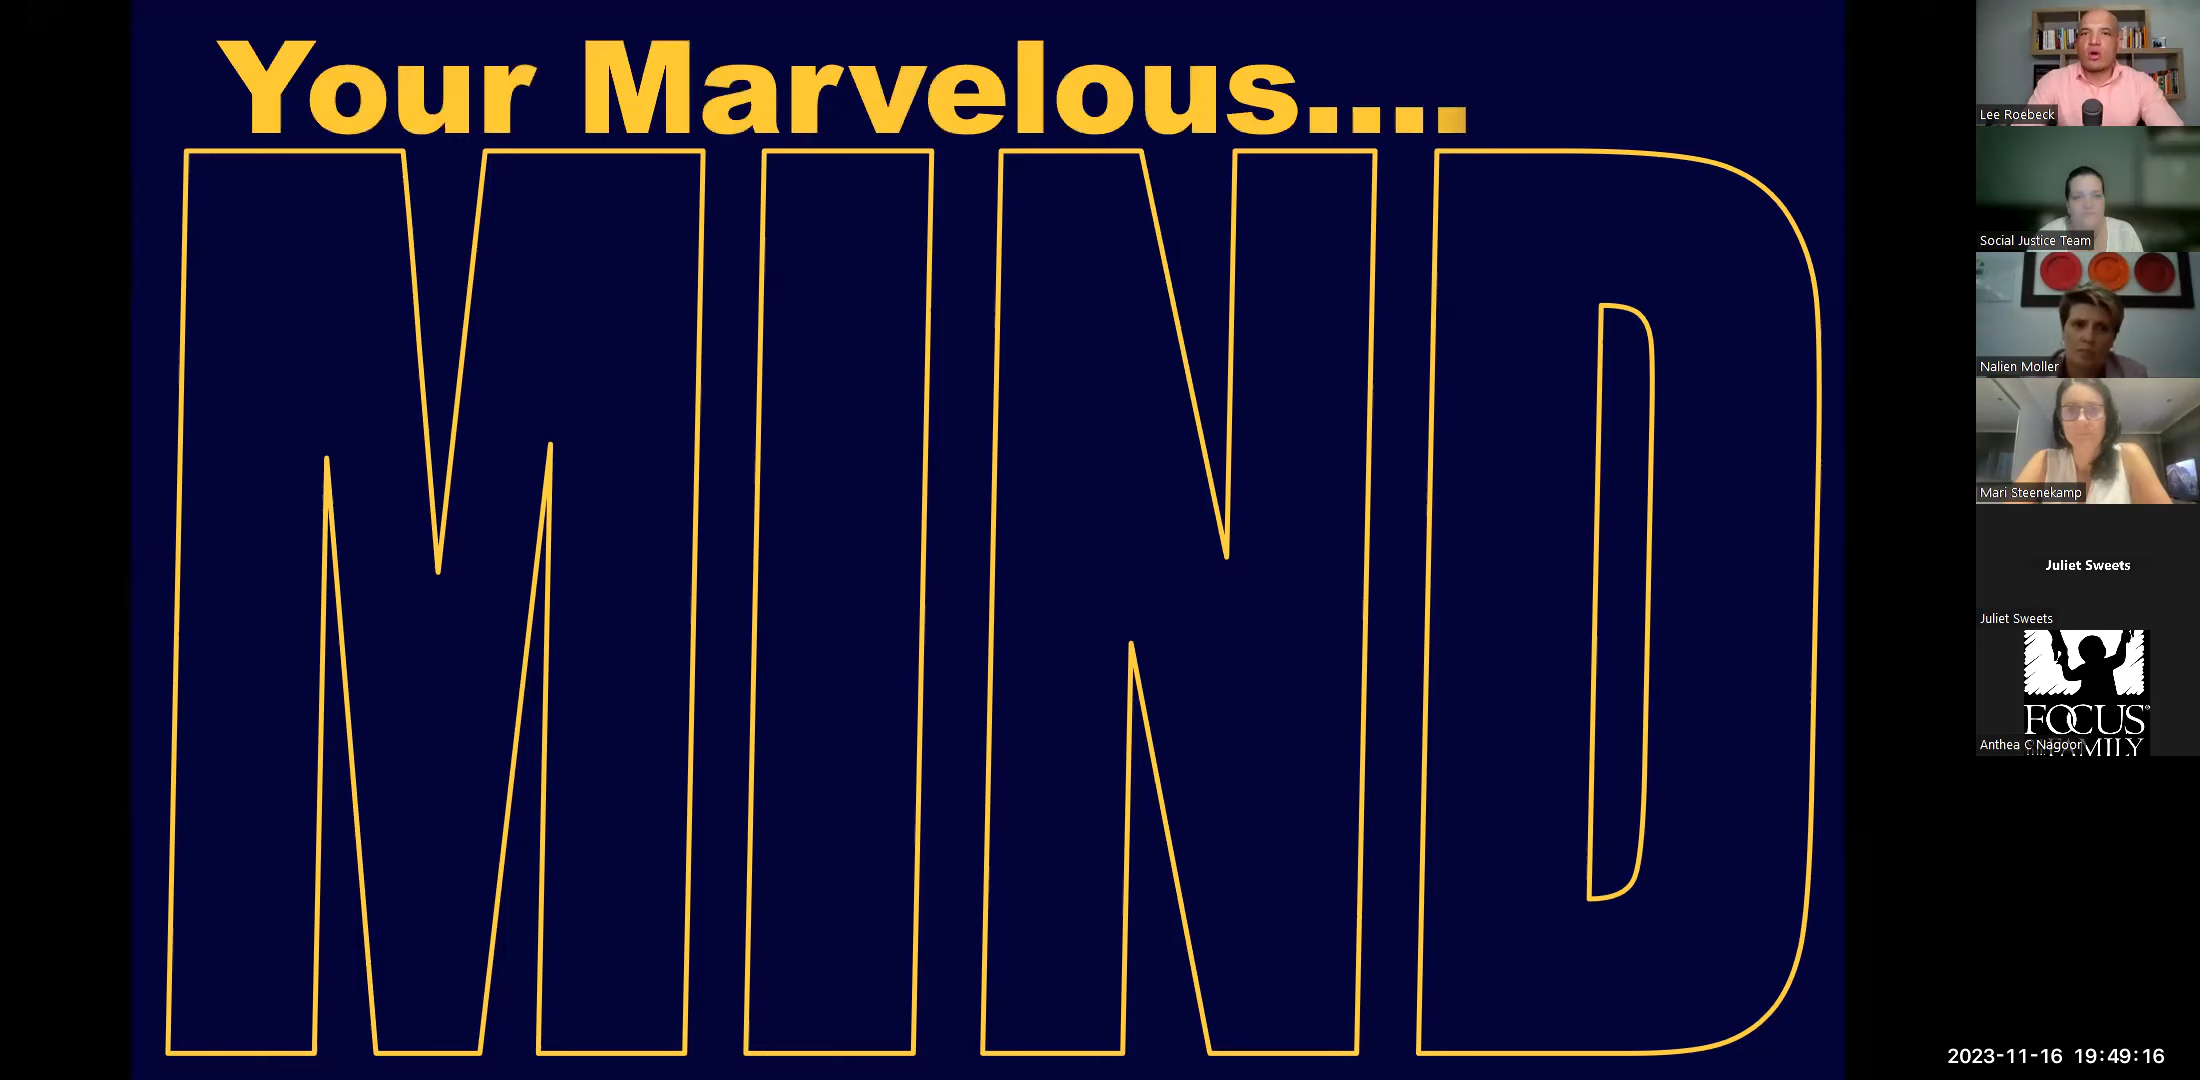 Your Marvelous....
MIND
Lee Roebeck
Social Justice Team
Nalien Moller
Mari Steenekamp
Juliet Sweets
Juliet Sweets
FOCUS®
FAMILY
Anthea C Nagoor
2023-11-16 19:49:16